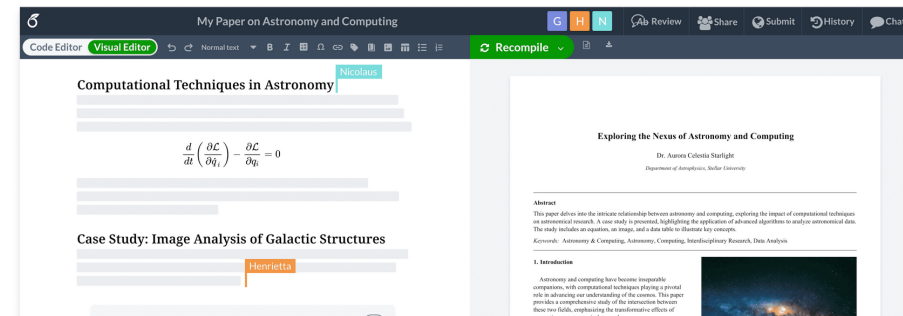 My Paper on Astronomy and Computing
G H N
Review
Share
Submit
History
Chat
Code Editor
Visual Editor
Normal text
B I Ω
Recompile
Nicolaus
Computational Techniques in Astronomy
d/dt (∂ℒ/∂q̇ᵢ) − ∂ℒ/∂qᵢ = 0
Case Study: Image Analysis of Galactic Structures
Henrietta
Exploring the Nexus of Astronomy and Computing
Dr. Aurora Celestia Starlight
Department of Astrophysics, Stellar University
Abstract
This paper delves into the intricate relationship between astronomy and computing, exploring the impact of computational techniques
on astronomical research. A case study is presented, highlighting the application of advanced algorithms to analyze astronomical data.
The study includes an equation, an image, and a data table to illustrate key concepts.
Keywords: Astronomy & Computing, Astronomy, Computing, Interdisciplinary Research, Data Analysis
1. Introduction
Astronomy and computing have become inseparable
companions, with computational techniques playing a pivotal
role in advancing our understanding of the cosmos. This paper
provides a comprehensive study of the intersection between
these two fields, emphasizing the transformative effects of